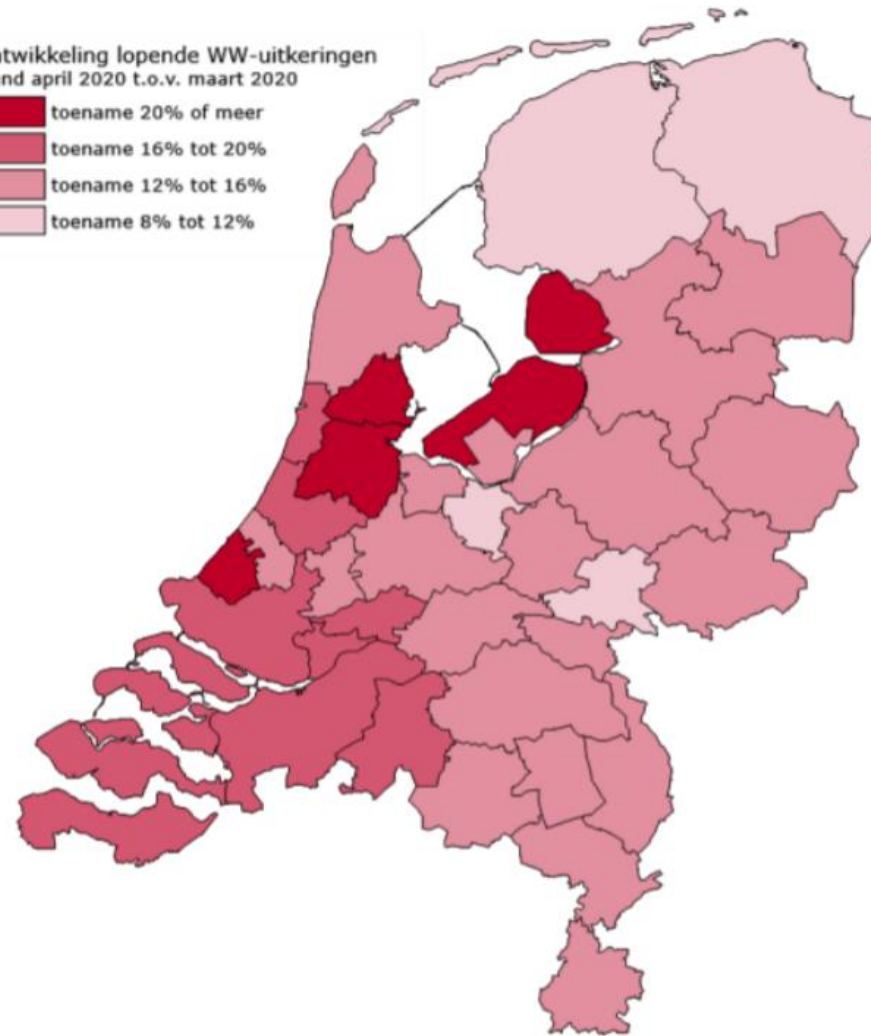 ntwikkeling lopende WW-uitkeringen
nd april 2020 t.o.v. maart 2020
toename 20% of meer
toename 16% tot 20%
toename 12% tot 16%
toename 8% tot 12%